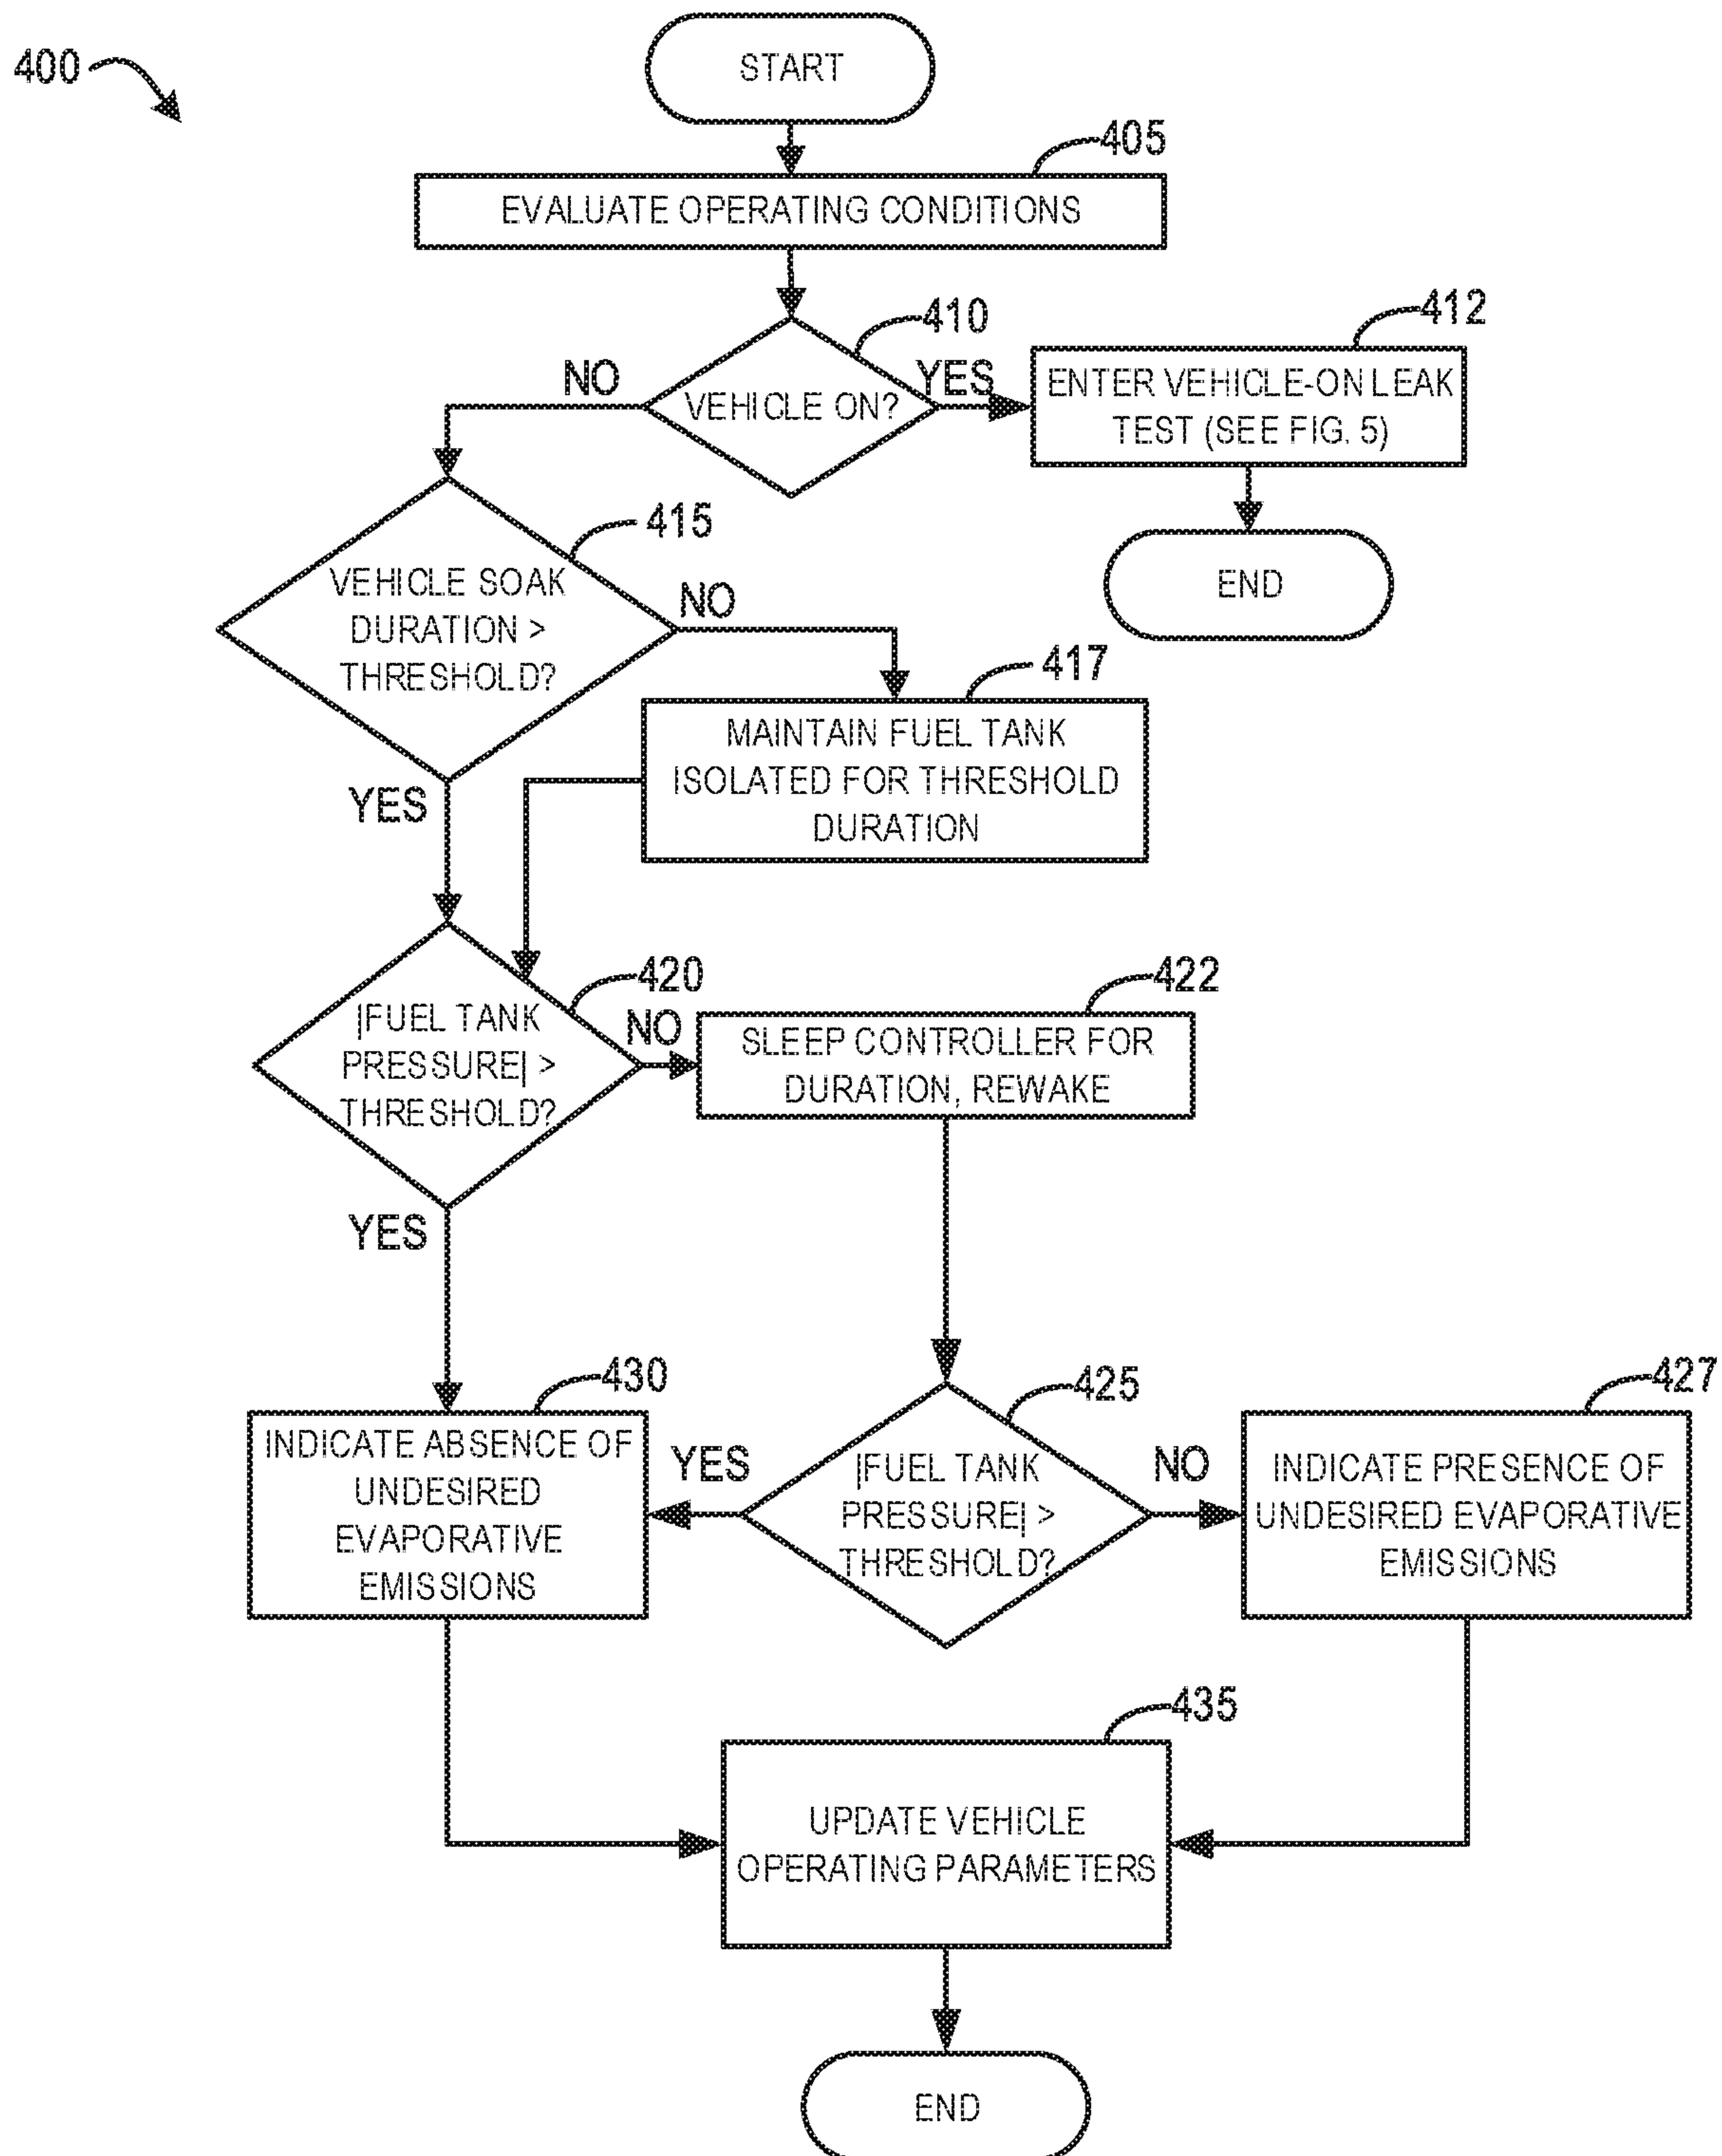 400
START
405
EVALUATE OPERATING CONDITIONS
410
VEHICLE ON?
NO
YES
412
ENTER VEHICLE-ON LEAK
TEST (SEE FIG. 5)
END
415
VEHICLE SOAK
DURATION >
THRESHOLD?
NO
YES
417
MAINTAIN FUEL TANK
ISOLATED FOR THRESHOLD
DURATION
420
|FUEL TANK
PRESSURE| >
THRESHOLD?
NO
YES
422
SLEEP CONTROLLER FOR
DURATION, REWAKE
425
|FUEL TANK
PRESSURE| >
THRESHOLD?
YES
NO
430
INDICATE ABSENCE OF
UNDESIRED
EVAPORATIVE
EMISSIONS
427
INDICATE PRESENCE OF
UNDESIRED EVAPORATIVE
EMISSIONS
435
UPDATE VEHICLE
OPERATING PARAMETERS
END